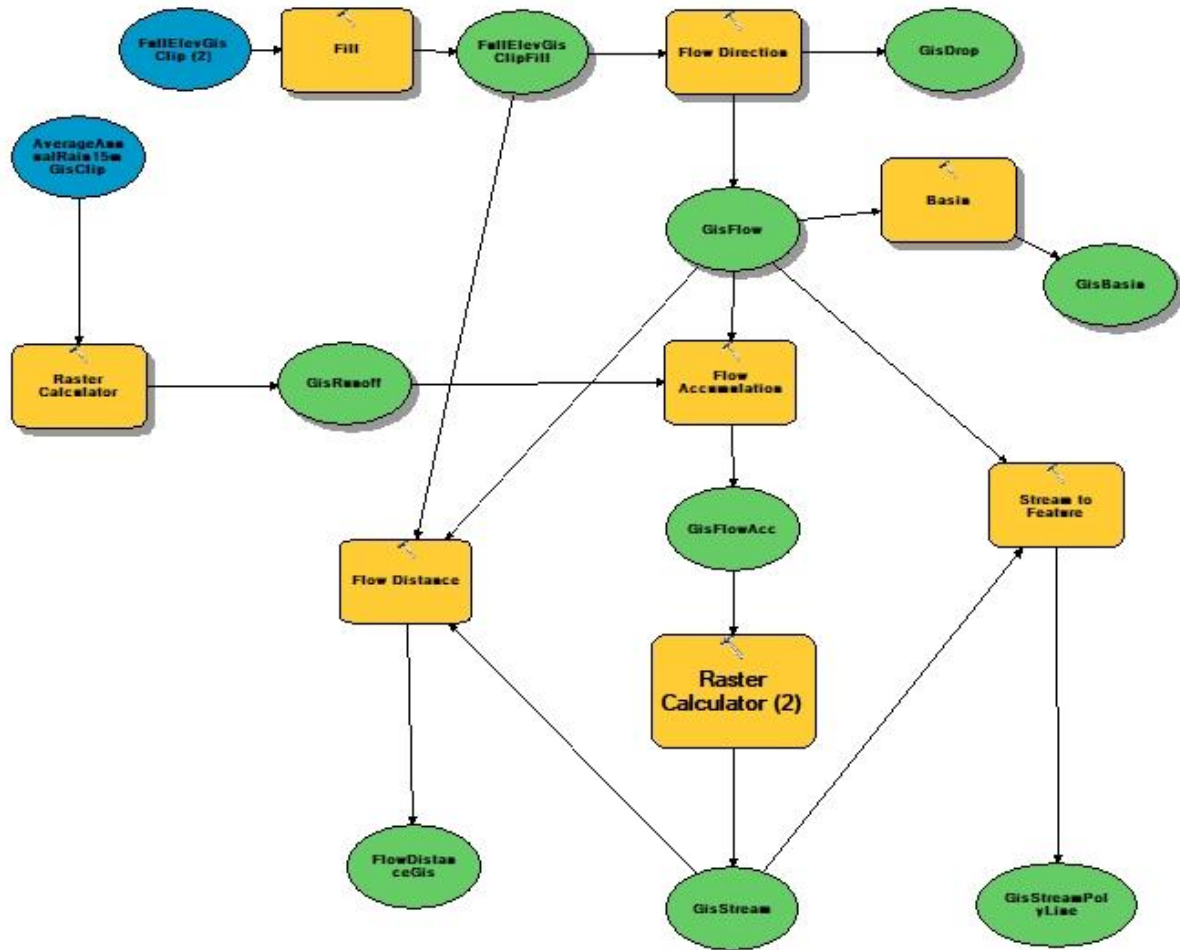 FullElevGis
Clip (2)
Fill
FullElevGis
ClipFill
Flow Direction
GisDrop
AverageAnn
ualRain15m
GisClip
Basin
GisFlow
GisBasin
Raster
Calculator
GisRunoff
Flow
Accumulation
Stream to
Feature
GisFlowAcc
Flow Distance
Raster
Calculator (2)
FlowDistan
ceGis
GisStream
GisStreamPol
yLine